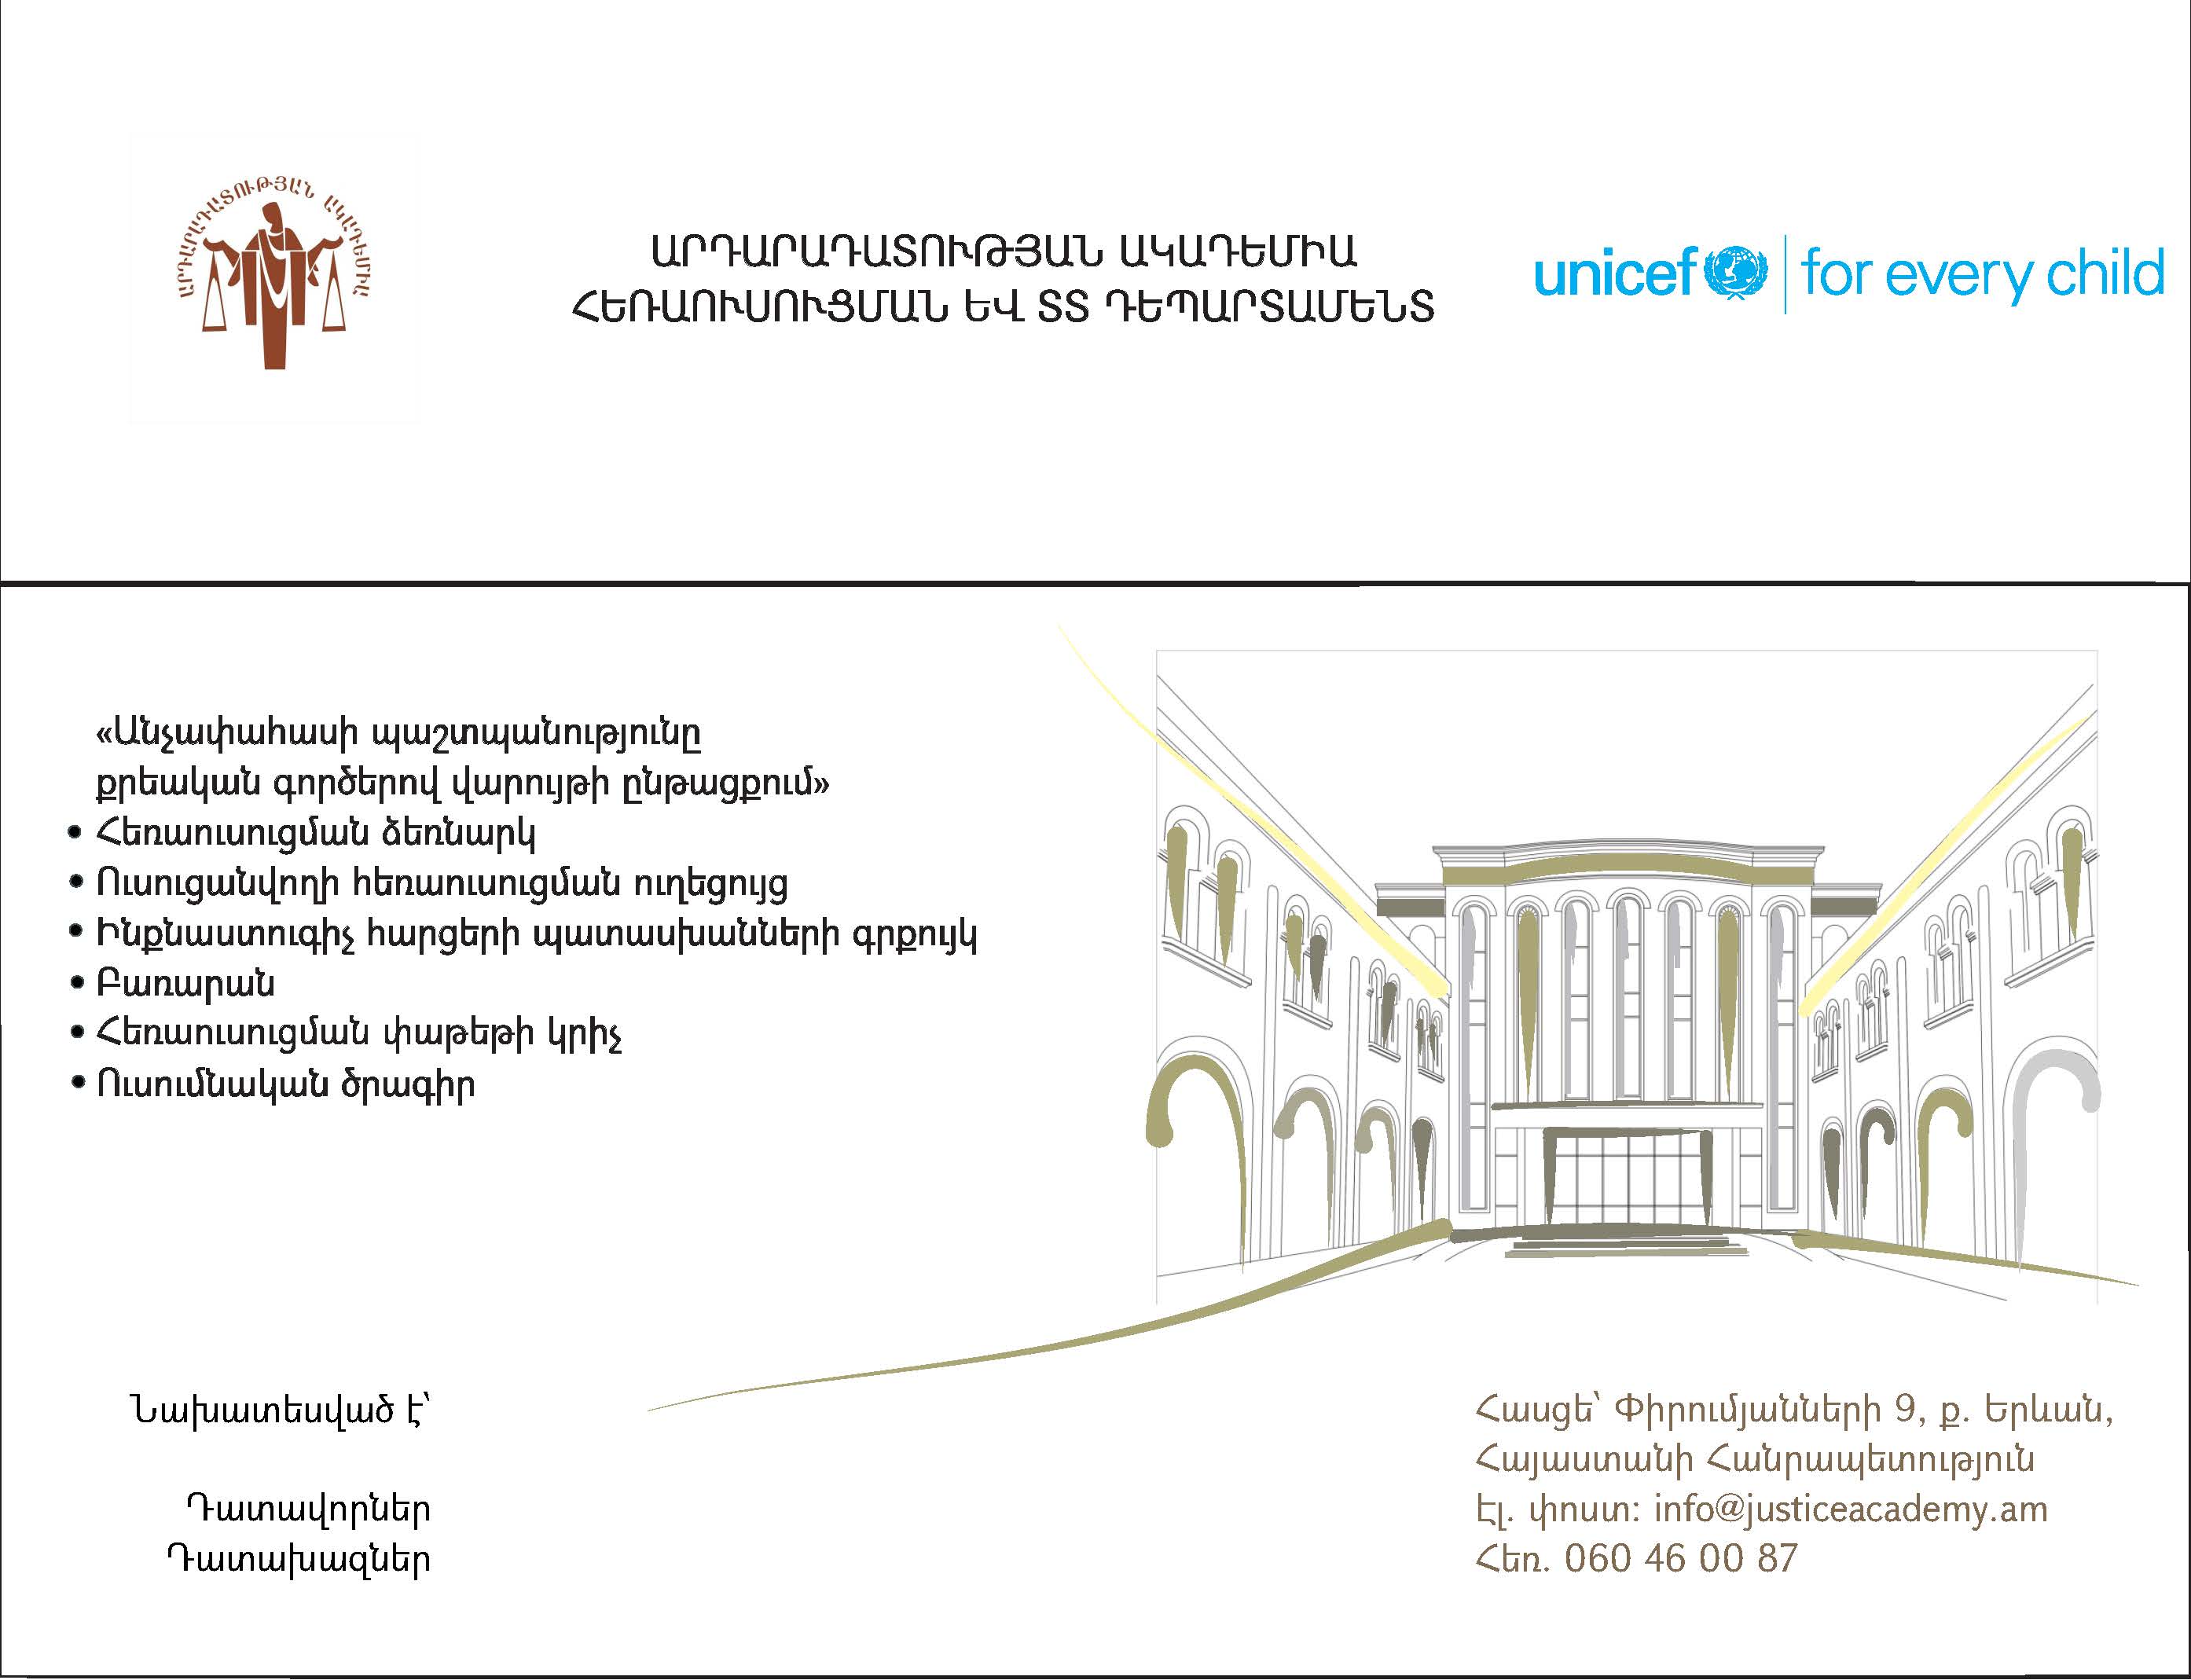 ԱՐԴԱՐԱԴԱՏՈՒԹՅԱՆ ԱԿԱԴԵՄԻԱ
ԱՐԴԱՐԱԴԱՏՈՒԹՅԱՆ ԱԿԱԴԵՄԻԱ
ՀԵՌԱՈՒՍՈՒՑՄԱՆ ԵՎ ՏՏ ԴԵՊԱՐՏԱՄԵՆՏ
unicef for every child
«Անչափահասի պաշտպանությունը
քրեական գործերով վարույթի ընթացքում»
• Հեռաուսուցման ձեռնարկ
• Ուսուցանվողի հեռաուսուցման ուղեցույց
• Ինքնաստուգիչ հարցերի պատասխանների գրքույկ
• Բառարան
• Հեռաուսուցման փաթեթի կրիչ
• Ուսումնական ծրագիր
Նախատեսված է՝
Դատավորներ
Դատախազներ
Հասցե՝ Փիրումյանների 9, ք. Երևան,
Հայաստանի Հանրապետություն
Էլ. փոստ: info@justiceacademy.am
Հեռ. 060 46 00 87